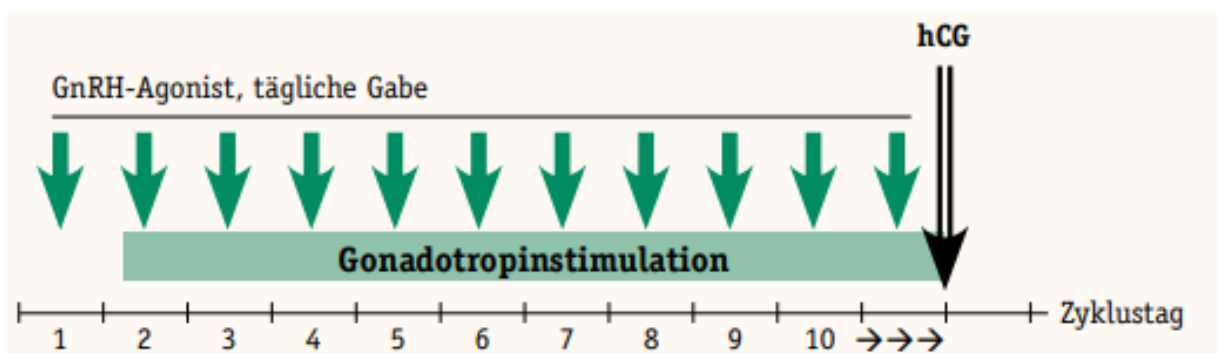 hCG
GnRH-Agonist, tägliche Gabe
Gonadotropinstimulation
Zyklustag
1 2 3 4 5 6 7 8 9 10 →→→